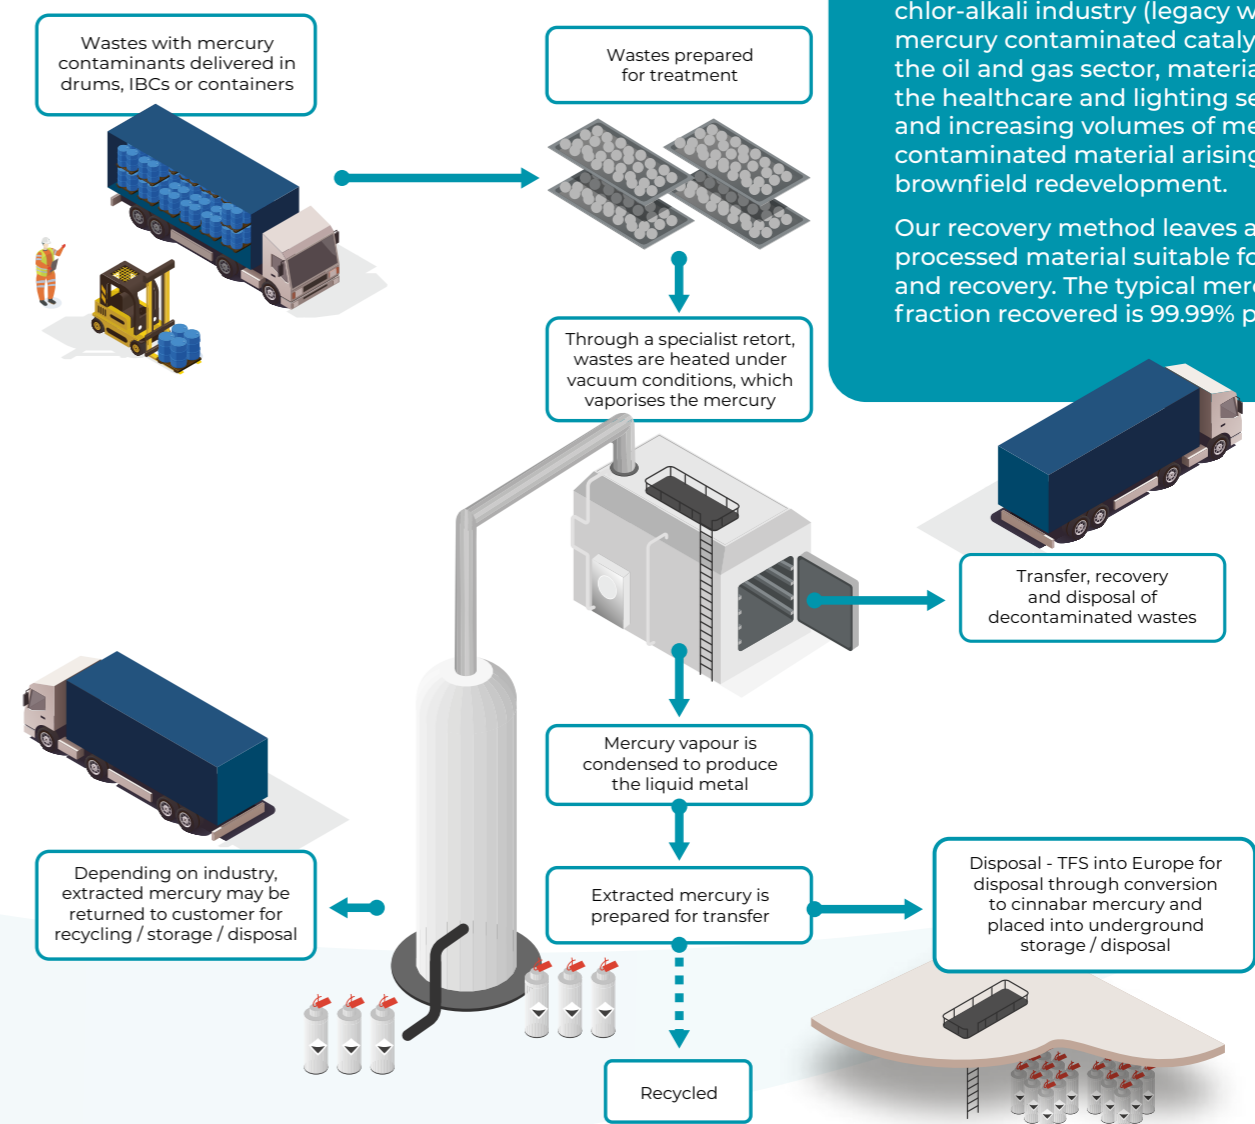 Wastes with mercury
contaminants delivered in
drums, IBCs or containers
Wastes prepared
for treatment
chlor-alkali industry (legacy
mercury contaminated
the oil and gas sector,
the healthcare and lighting
and increasing volumes of
contaminated material arising
brownfield redevelopment.
Our recovery method leaves
processed material suitable
and recovery. The typical
fraction recovered is 99.99%
Through a specialist retort,
wastes are heated under
vacuum conditions, which
vaporises the mercury
Transfer, recovery
and disposal of
decontaminated wastes
Mercury vapour is
condensed to produce
the liquid metal
Depending on industry,
extracted mercury may be
returned to customer for
recycling / storage / disposal
Extracted mercury is
prepared for transfer
Disposal - TFS into Europe for
disposal through conversion
to cinnabar mercury and
placed into underground
storage / disposal
Recycled